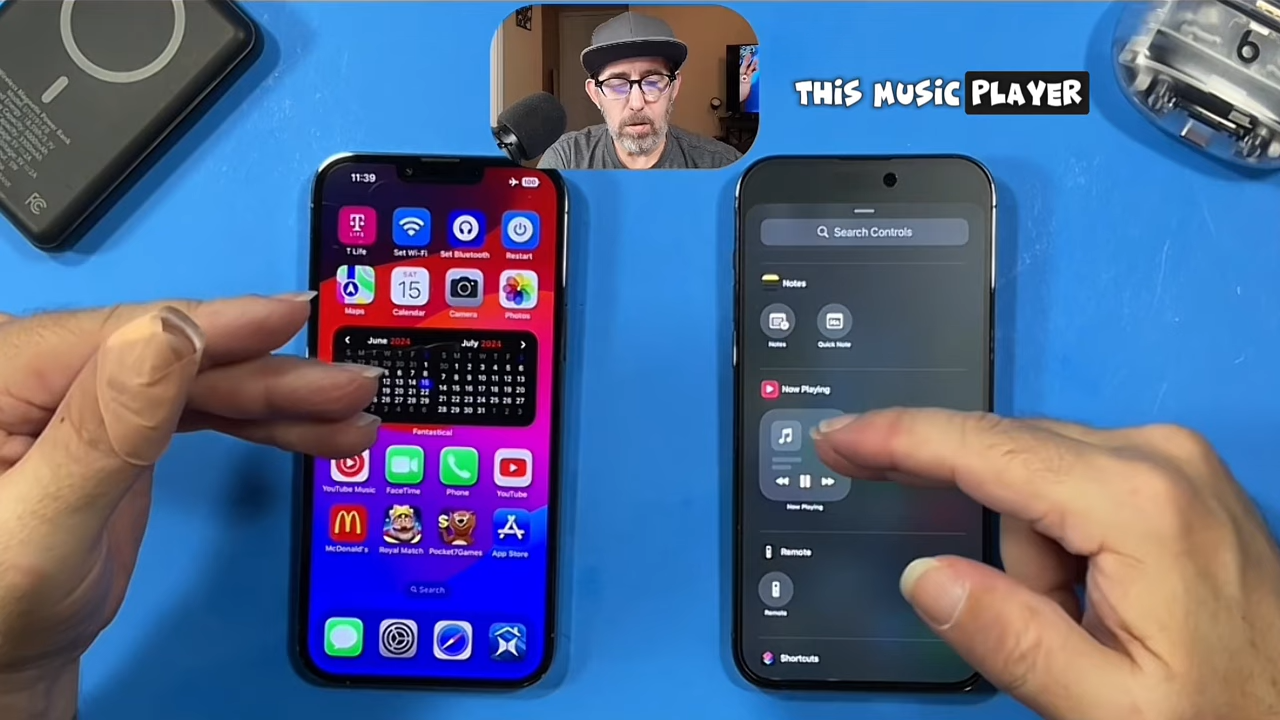 THIS MUSIC PLAYER
11:39
100
T Life
Set Wi-Fi
Set Bluetooth
Restart
SAT
15
Maps
Calendar
Camera
Photos
June 2024
July 2024
Fantastical
YouTube Music
FaceTime
Phone
YouTube
McDonald's
Royal Match
Pocket7Games
App Store
Search
Search Controls
Notes
Notes
Quick Note
Now Playing
Now Playing
Remote
Remote
Shortcuts
FC